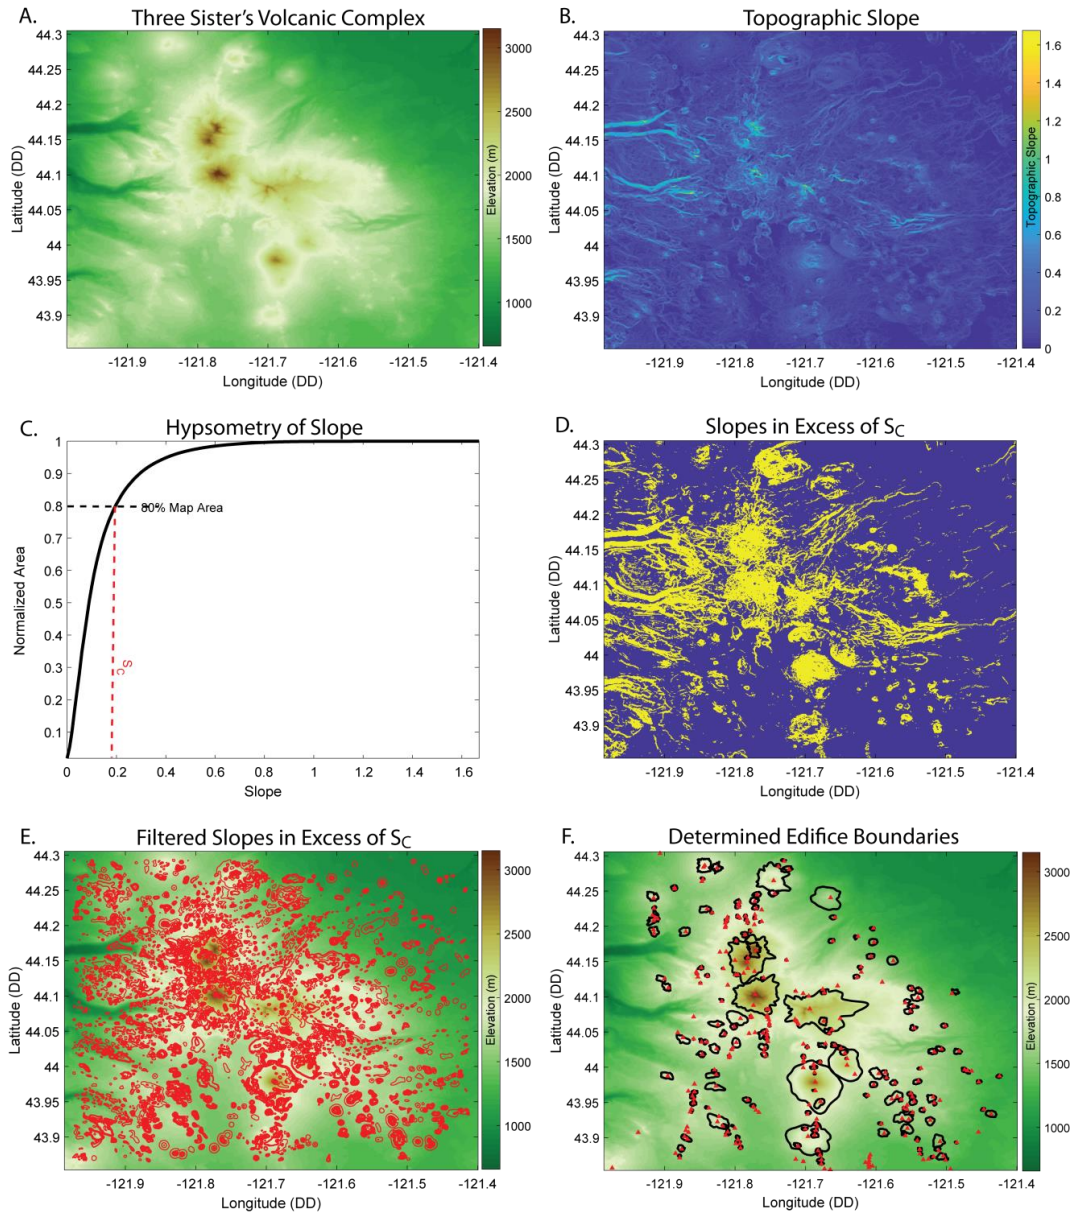 A. Three Sister's Volcanic Complex
44.3
44.25
44.2
44.15
44.1
44.05
44
43.95
43.9
Latitude (DD)
-121.9 -121.8 -121.7 -121.6 -121.5 -121.4
Longitude (DD)
3000
2500
2000
1500
1000
Elevation (m)
B. Topographic Slope
44.3
44.25
44.2
44.15
44.1
44.05
44
43.95
43.9
Latitude (DD)
-121.9 -121.8 -121.7 -121.6 -121.5 -121.4
Longitude (DD)
1.6
1.4
1.2
1
0.8
0.6
0.4
0.2
0
Topographic Slope
C. Hypsometry of Slope
1
0.9
0.8
0.7
0.6
0.5
0.4
0.3
0.2
0.1
Normalized Area
80% Map Area
SC
0 0.2 0.4 0.6 0.8 1 1.2 1.4 1.6
Slope
D. Slopes in Excess of SC
44.3
44.25
44.2
44.15
44.1
44.05
44
43.95
43.9
Latitude (DD)
-121.9 -121.8 -121.7 -121.6 -121.5 -121.4
Longitude (DD)
E. Filtered Slopes in Excess of SC
44.3
44.25
44.2
44.15
44.1
44.05
44
43.95
43.9
Latitude (DD)
-121.9 -121.8 -121.7 -121.6 -121.5 -121.4
Longitude (DD)
3000
2500
2000
1500
1000
Elevation (m)
F. Determined Edifice Boundaries
44.3
44.25
44.2
44.15
44.1
44.05
44
43.95
43.9
Latitude (DD)
-121.9 -121.8 -121.7 -121.6 -121.5 -121.4
Longitude (DD)
3000
2500
2000
1500
1000
Elevation (m)